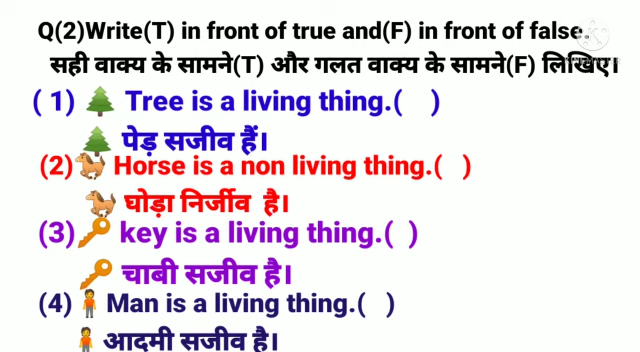 Q(2)Write(T) in front of true and(F) in front of false.
सही वाक्य के सामने(T) और गलत वाक्य के सामने(F) लिखिए।
(1) Tree is a living thing.( )
पेड़ सजीव हैं।
(2) Horse is a non living thing.( )
घोड़ा निर्जीव है।
(3) key is a living thing.( )
चाबी सजीव है।
(4) Man is a living thing.( )
आदमी सजीव है।